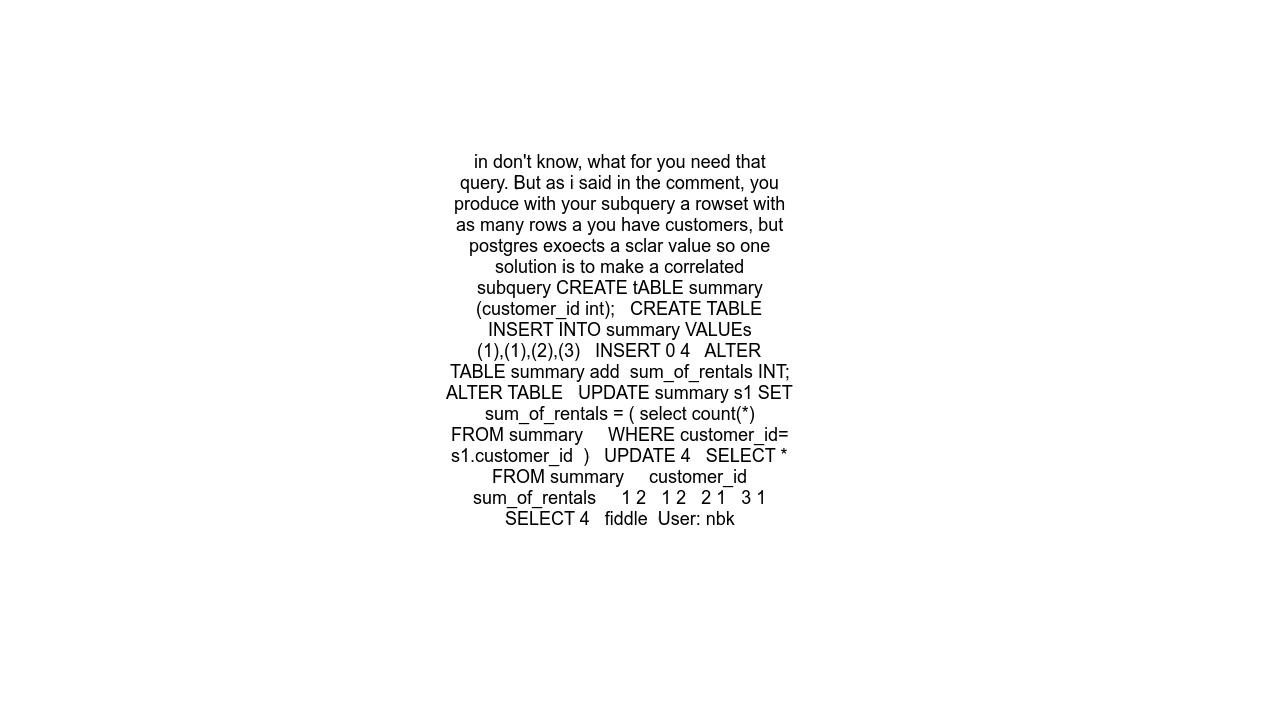 in don't know, what for you need that
query. But as i said in the comment, you
produce with your subquery a rowset with
as many rows a you have customers, but
postgres exoects a sclar value so one
solution is to make a correlated
subquery CREATE tABLE summary
(customer_id int);   CREATE TABLE
INSERT INTO summary VALUEs
(1),(1),(2),(3)   INSERT 0 4   ALTER
TABLE summary add  sum_of_rentals INT;
ALTER TABLE   UPDATE summary s1 SET
sum_of_rentals = ( select count(*)
FROM summary     WHERE customer_id=
s1.customer_id  )   UPDATE 4   SELECT *
FROM summary     customer_id
sum_of_rentals     1 2   1 2   2 1   3 1
SELECT 4   fiddle  User: nbk